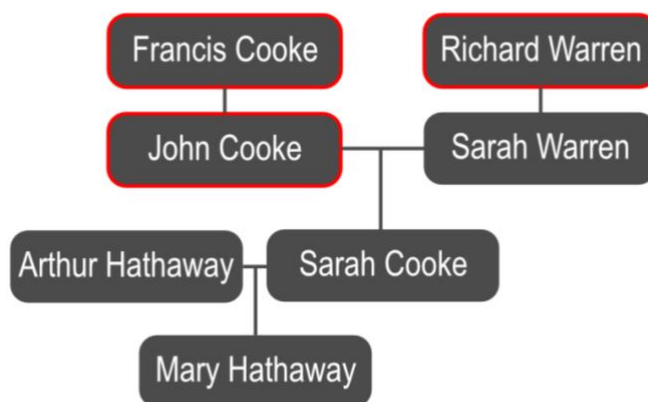 Francis Cooke
Richard Warren
John Cooke
Sarah Warren
Arthur Hathaway
Sarah Cooke
Mary Hathaway